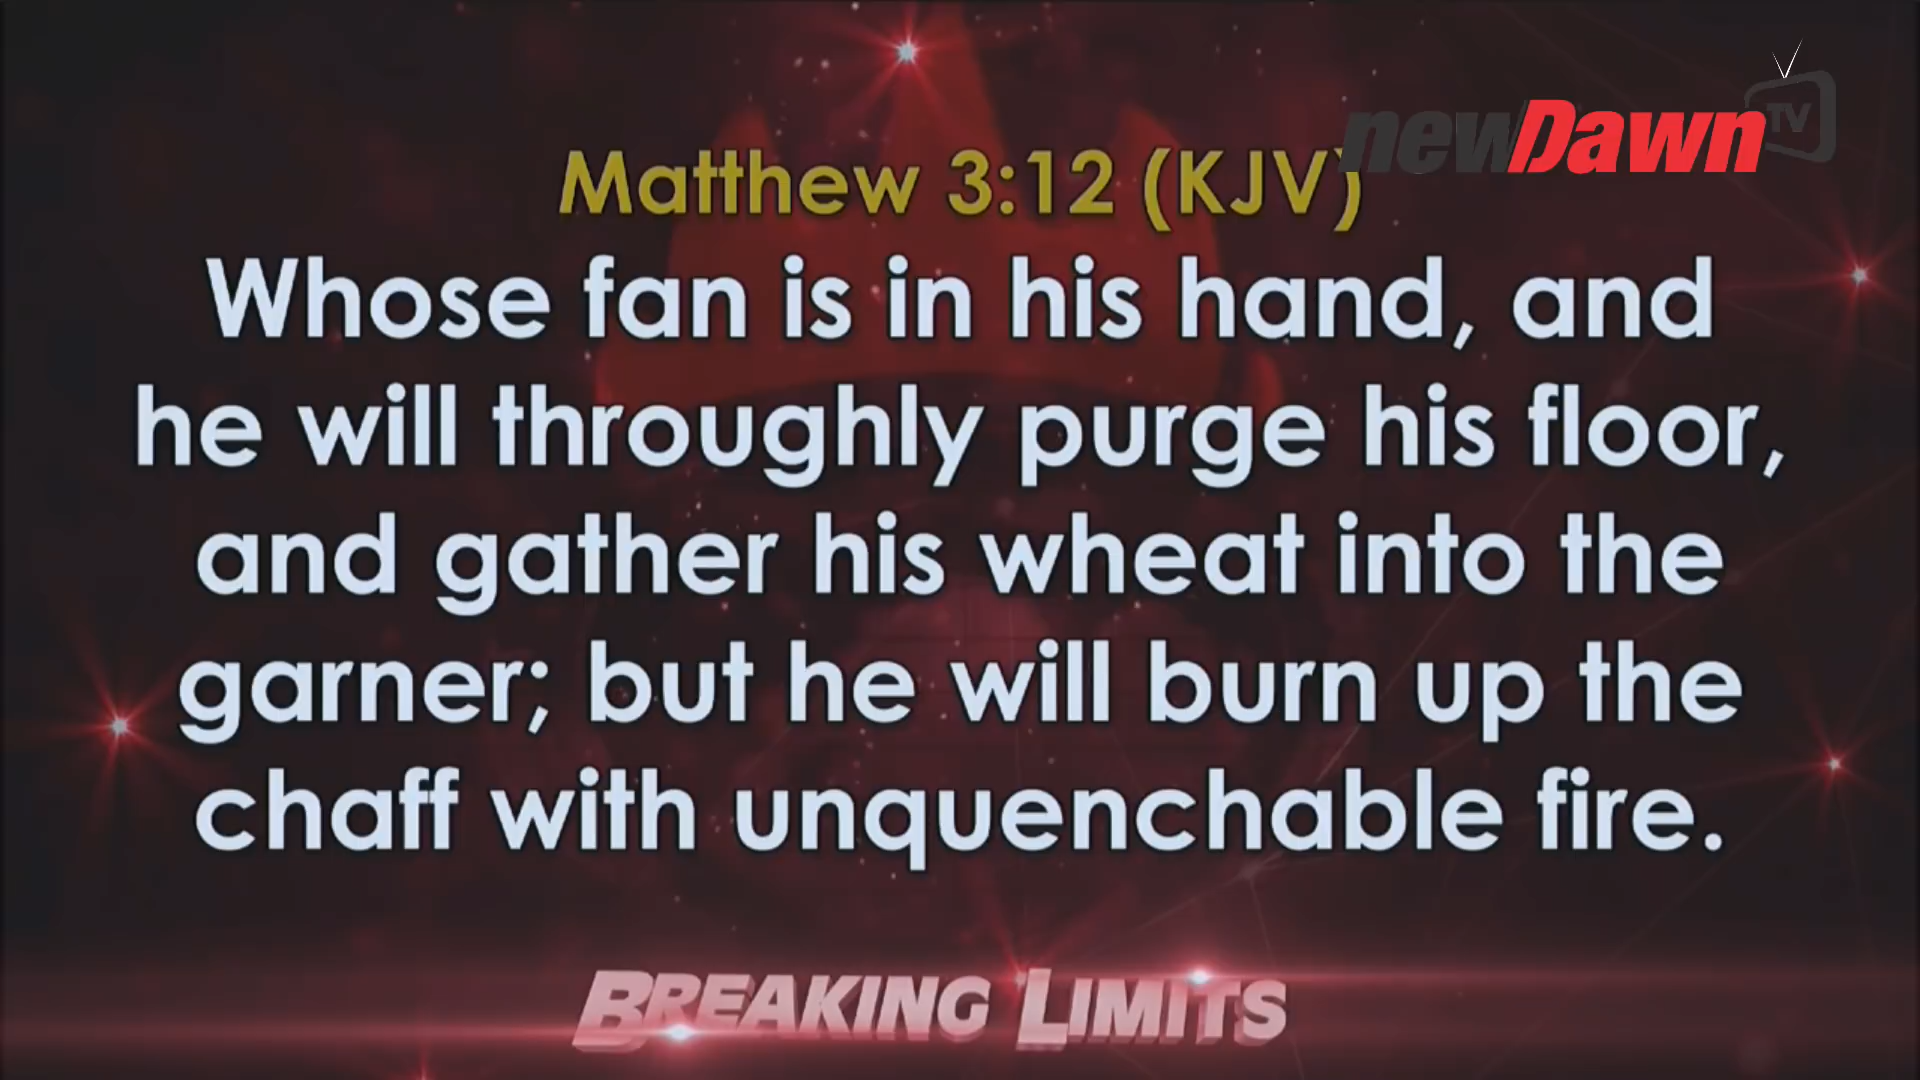 newDawn TV
Matthew 3:12 (KJV)
Whose fan is in his hand, and
he will throughly purge his floor,
and gather his wheat into the
garner; but he will burn up the
chaff with unquenchable fire.
BREAKING LIMITS